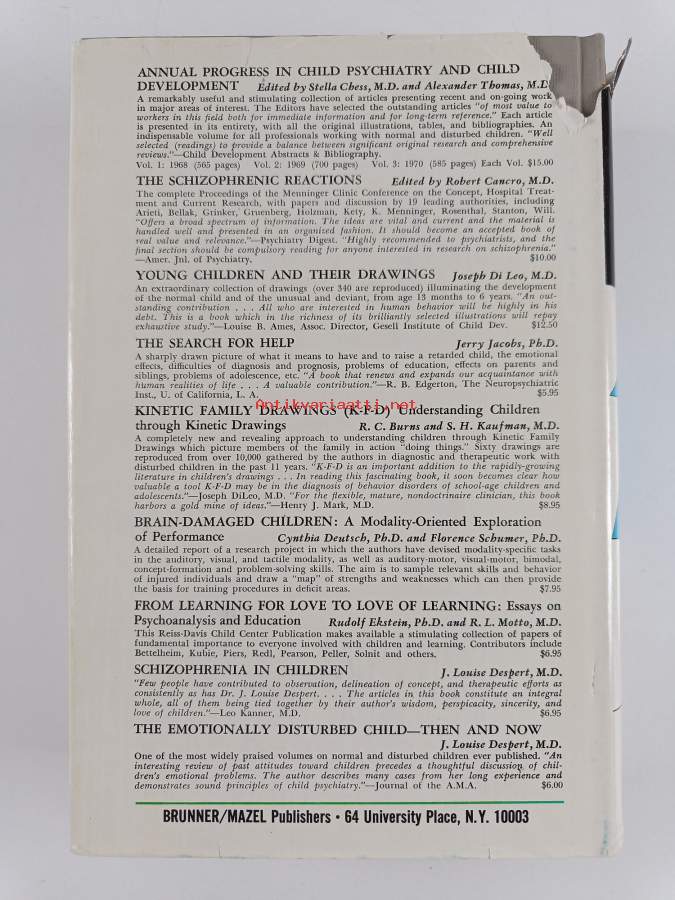 ANNUAL PROGRESS IN CHILD PSYCHIATRY AND CHILD
DEVELOPMENT Edited by Stella Chess, M.D. and Alexander Thomas, M.D.
A remarkably useful and stimulating collection of articles presenting recent and on-going work
in major areas of interest. The Editors have selected the outstanding articles "of most value to
workers in this field both for immediate information and for long-term reference." Each article
is presented in its entirety, with all the original illustrations, tables, and bibliographies. An
indispensable volume for all professionals working with normal and disturbed children. "Well
selected (readings) to provide a balance between significant original research and comprehensive
reviews."—Child Development Abstracts & Bibliography.
Vol. 1: 1968 (565 pages) Vol. 2: 1969 (700 pages) Vol. 3: 1970 (585 pages) Each Vol. $15.00
THE SCHIZOPHRENIC REACTIONS Edited by Robert Cancro, M.D.
The complete Proceedings of the Menninger Clinic Conference on the Concept, Hospital Treat-
ment and Current Research, with papers and discussion by 19 leading authorities, including
Arieti, Bellak, Grinker, Gruenberg, Holzman, Kety, K. Menninger, Rosenthal, Stanton, Will.
"Offers a broad spectrum of information. The ideas are vital and current and the material is
handled well and presented in an organized fashion. It should become an accepted book of
real value and relevance."—Psychiatry Digest. "Highly recommended to psychiatrists, and the
final section should be compulsory reading for anyone interested in research on schizophrenia."
—Amer. Jnl. of Psychiatry. $10.00
YOUNG CHILDREN AND THEIR DRAWINGS Joseph Di Leo, M.D.
An extraordinary collection of drawings (over 340 are reproduced) illuminating the development
of the normal child and of the unusual and deviant, from age 13 months to 6 years. "An out-
standing contribution . . . All who are interested in human behavior will be highly in his
debt. This is a book which in the richness of its brilliantly selected illustrations will repay
exhaustive study."—Louise B. Ames, Assoc. Director, Gesell Institute of Child Dev. $12.50
THE SEARCH FOR HELP Jerry Jacobs, Ph.D.
A sharply drawn picture of what it means to have and to raise a retarded child, the emotional
effects, difficulties of diagnosis and prognosis, problems of education, effects on parents and
siblings, problems of adolescence, etc. "A book that renews and expands our acquaintance with
human realities of life . . . A valuable contribution."—R. B. Edgerton, The Neuropsychiatric
Inst., U. of California, L. A. $5.95
Antikvariaatti.net
KINETIC FAMILY DRAWINGS (K-F-D) Understanding Children
through Kinetic Drawings R. C. Burns and S. H. Kaufman, M.D.
A completely new and revealing approach to understanding children through Kinetic Family
Drawings which picture members of the family in action "doing things." Sixty drawings are
reproduced from over 10,000 gathered by the authors in diagnostic and therapeutic work with
disturbed children in the past 11 years. "K-F-D is an important addition to the rapidly-growing
literature in children's drawings . . . In reading this fascinating book, it soon becomes clear how
valuable a tool K-F-D may be in the diagnosis of behavior disorders of school-age children and
adolescents."—Joseph DiLeo, M.D. "For the flexible, mature, nondoctrinaire clinician, this book
harbors a gold mine of ideas."—Henry J. Mark, M.D. $8.95
BRAIN-DAMAGED CHILDREN: A Modality-Oriented Exploration
of Performance Cynthia Deutsch, Ph.D. and Florence Schumer, Ph.D.
A detailed report of a research project in which the authors have devised modality-specific tasks
in the auditory, visual, and tactile modality, as well as auditory-motor, visual-motor, bimodal,
concept-formation and problem-solving skills. The aim is to sample relevant skills and behavior
of injured individuals and draw a "map" of strengths and weaknesses which can then provide
the basis for training procedures in deficit areas. $7.95
FROM LEARNING FOR LOVE TO LOVE OF LEARNING: Essays on
Psychoanalysis and Education Rudolf Ekstein, Ph.D. and R. L. Motto, M.D.
This Reiss-Davis Child Center Publication makes available a stimulating collection of papers of
fundamental importance to everyone involved with children and learning. Contributors include
Bettelheim, Kubie, Piers, Redl, Pearson, Peller, Solnit and others. $6.95
SCHIZOPHRENIA IN CHILDREN J. Louise Despert, M.D.
"Few people have contributed to observation, delineation of concept, and therapeutic efforts as
consistently as has Dr. J. Louise Despert. . . . The articles in this book constitute an integral
whole, all of them being tied together by their author's wisdom, perspicacity, sincerity, and
love of children."—Leo Kanner, M.D. $6.95
THE EMOTIONALLY DISTURBED CHILD—THEN AND NOW
J. Louise Despert, M.D.
One of the most widely praised volumes on normal and disturbed children ever published. "An
interesting review of past attitudes toward children precedes a thoughtful discussion of chil-
dren's emotional problems. The author describes many cases from her long experience and
demonstrates sound principles of child psychiatry."—Journal of the A.M.A. $6.00
BRUNNER/MAZEL Publishers • 64 University Place, N.Y. 10003